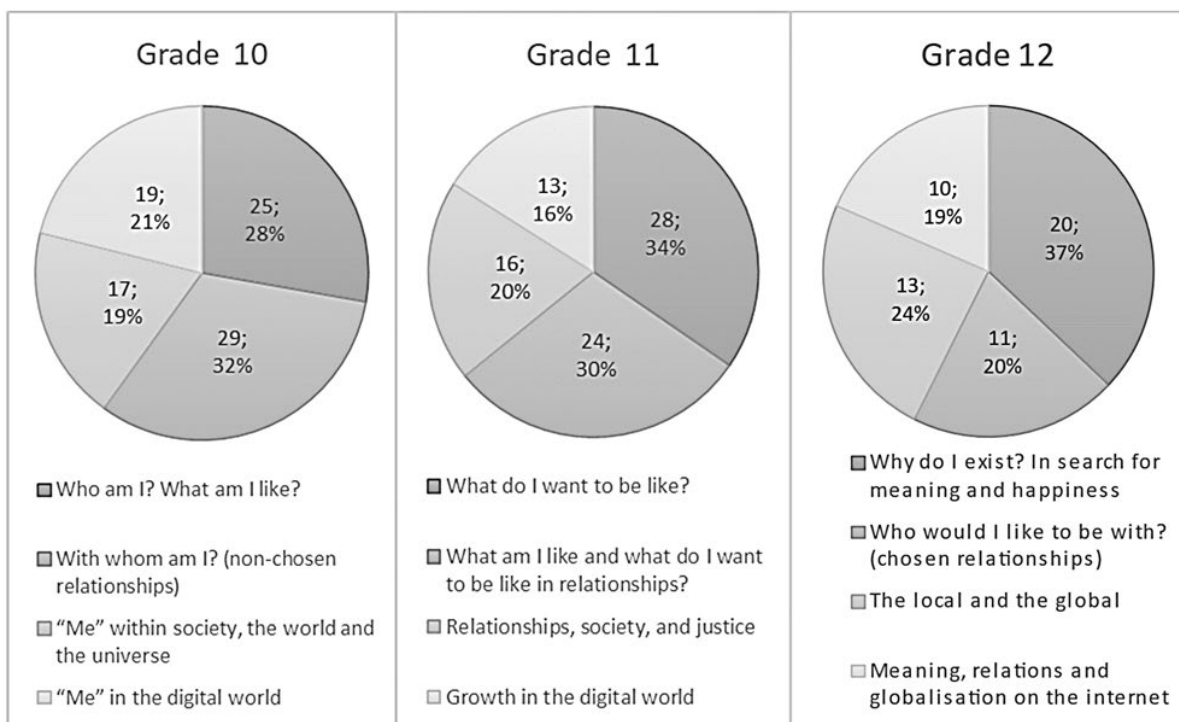 Grade 10
25;
28%
29;
32%
17;
19%
19;
21%
Who am I? What am I like?
With whom am I? (non-chosen
relationships)
“Me” within society, the world and
the universe
“Me” in the digital world
Grade 11
28;
34%
24;
30%
16;
20%
13;
16%
What do I want to be like?
What am I like and what do I want
to be like in relationships?
Relationships, society, and justice
Growth in the digital world
Grade 12
20;
37%
11;
20%
13;
24%
10;
19%
Why do I exist? In search for
meaning and happiness
Who would I like to be with?
(chosen relationships)
The local and the global
Meaning, relations and
globalisation on the internet